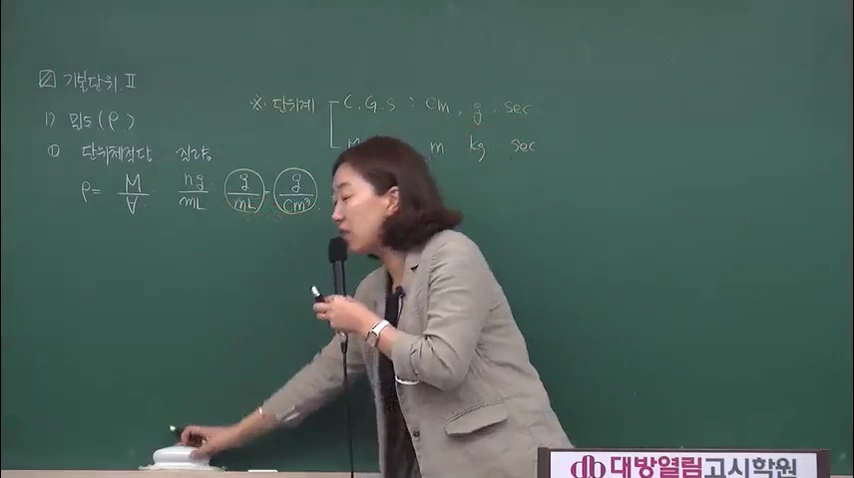 기본단위 Ⅱ
1) 밀도(ρ)
① 단위체적당 질량
ρ= M/V ng/mL g/mL = g/cm³
※ 단위계
C.G.S : cm, g, sec
M m kg sec
db 대방열림고시학원